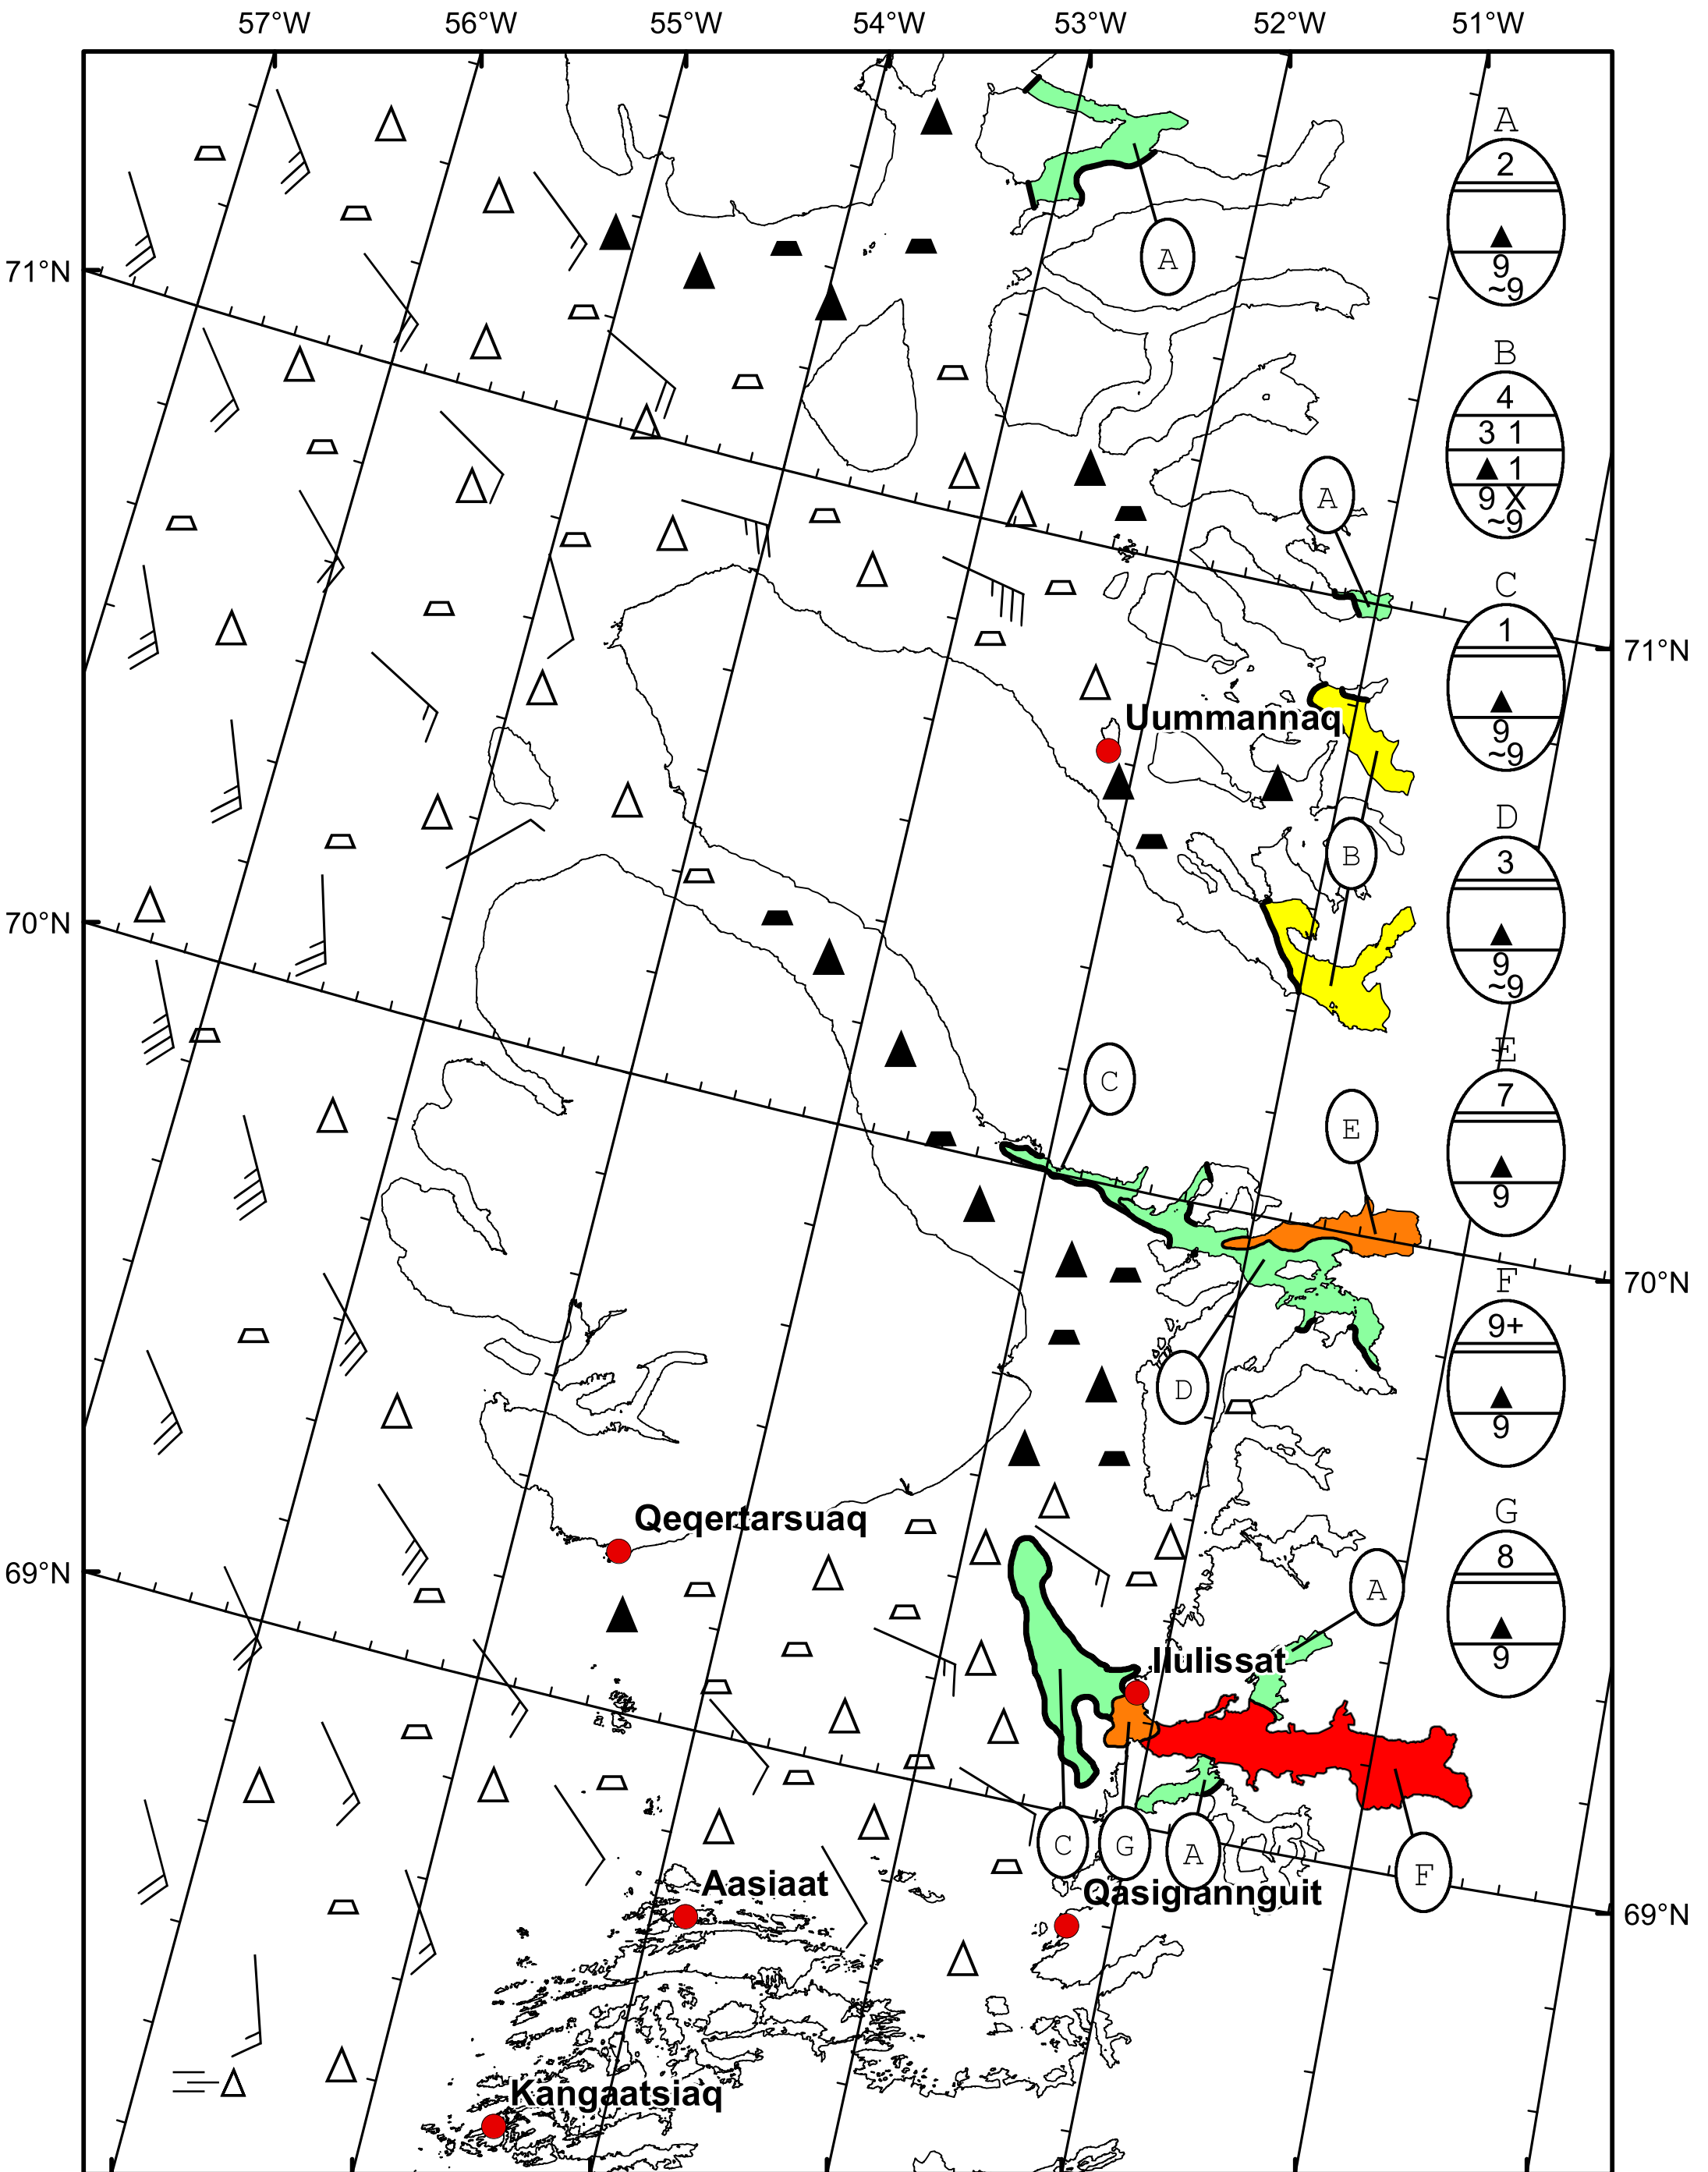 57°W 56°W 55°W 54°W 53°W 52°W 51°W
A
2
9
~9
A
71°N
B
4
3 1
1
9 X
~9
A
C
1
9
~9
71°N
Uummannaq
D
3
9
~9
B
70°N
E
7
9
C
E
70°N
F
9+
9
D
G
8
9
Qeqertarsuaq
69°N
A
Ilulissat
C G A F
Aasiaat
Qasigiannguit
69°N
Kangaatsiaq